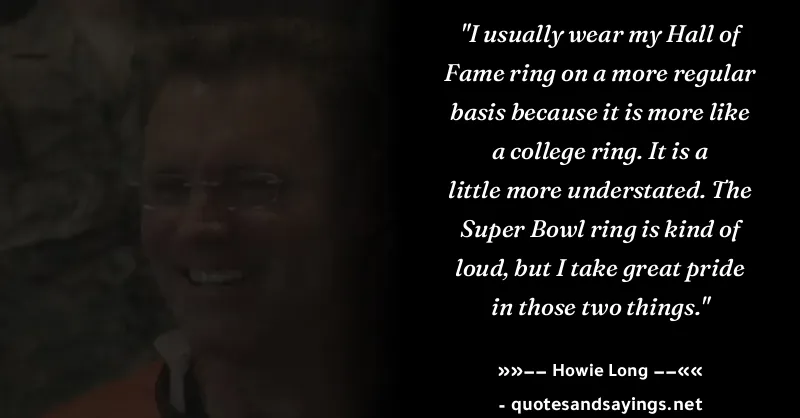 "I usually wear my Hall of
Fame ring on a more regular
basis because it is more like
a college ring. It is a
little more understated. The
Super Bowl ring is kind of
loud, but I take great pride
in those two things."
»»−− Howie Long −−««
- quotesandsayings.net